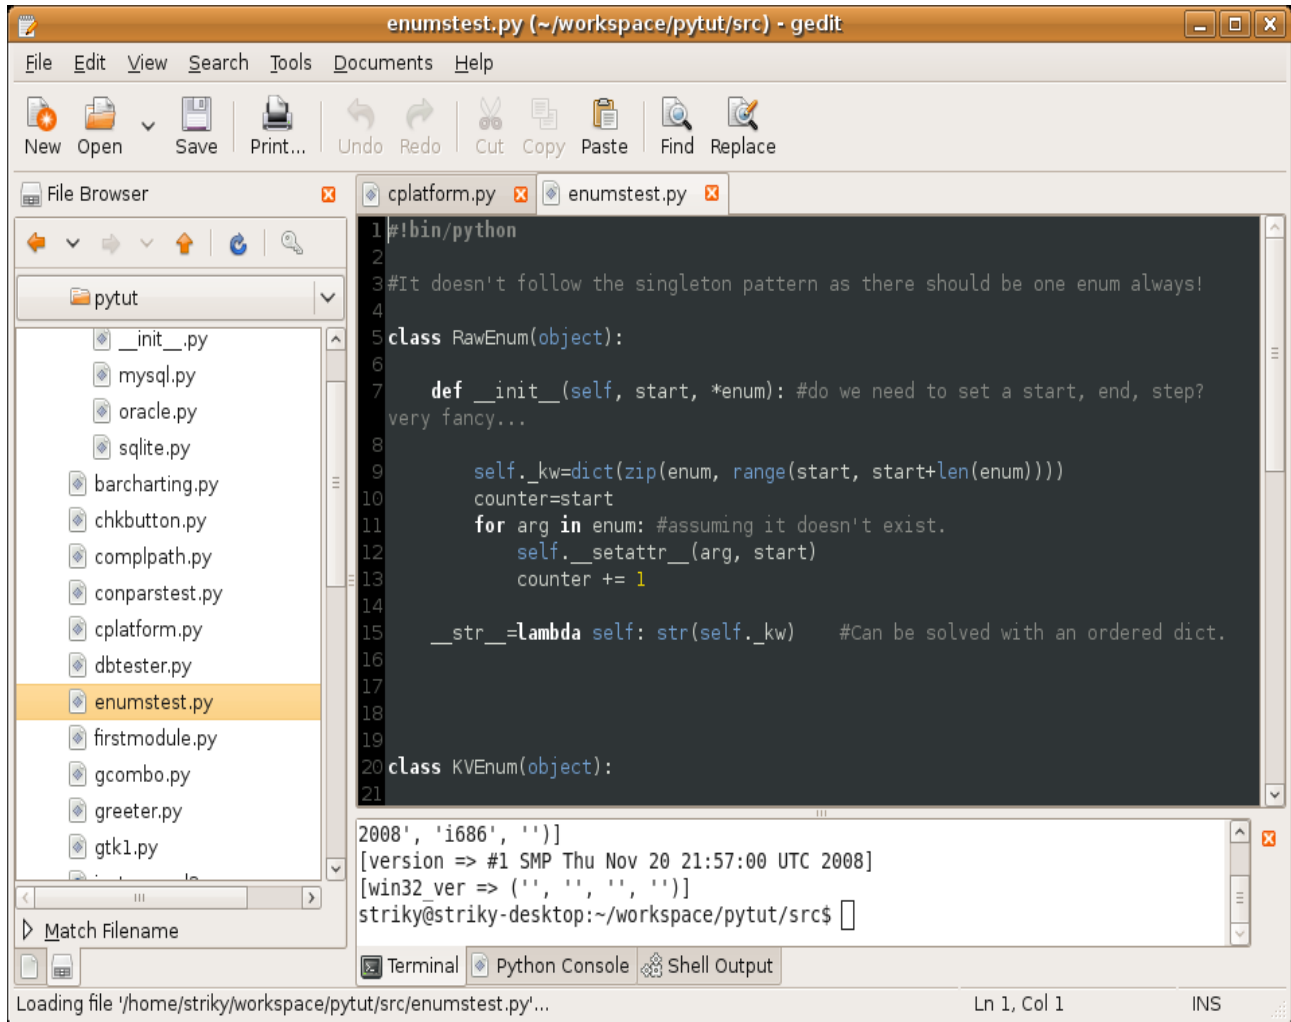 enumstest.py (~/workspace/pytut/src) - gedit
File Edit View Search Tools Documents Help
New Open Save Print... Undo Redo Cut Copy Paste Find Replace
File Browser
pytut
__init__.py
mysql.py
oracle.py
sqlite.py
barcharting.py
chkbutton.py
complpath.py
conparstest.py
cplatform.py
dbtester.py
enumstest.py
firstmodule.py
gcombo.py
greeter.py
gtk1.py
Match Filename
cplatform.py enumstest.py
1 #!bin/python
2
3 #It doesn't follow the singleton pattern as there should be one enum always!
4
5 class RawEnum(object):
6
7     def __init__(self, start, *enum): #do we need to set a start, end, step?
very fancy...
8
9         self._kw=dict(zip(enum, range(start, start+len(enum))))
10         counter=start
11         for arg in enum: #assuming it doesn't exist.
12             self.__setattr__(arg, start)
13             counter += 1
14
15     __str__=lambda self: str(self._kw)    #Can be solved with an ordered dict.
16
17
18
19
20 class KVEnum(object):
21
2008', 'i686', '')]
[version => #1 SMP Thu Nov 20 21:57:00 UTC 2008]
[win32_ver => ('', '', '', '')]
striky@striky-desktop:~/workspace/pytut/src$
Terminal Python Console Shell Output
Loading file '/home/striky/workspace/pytut/src/enumstest.py'... Ln 1, Col 1 INS